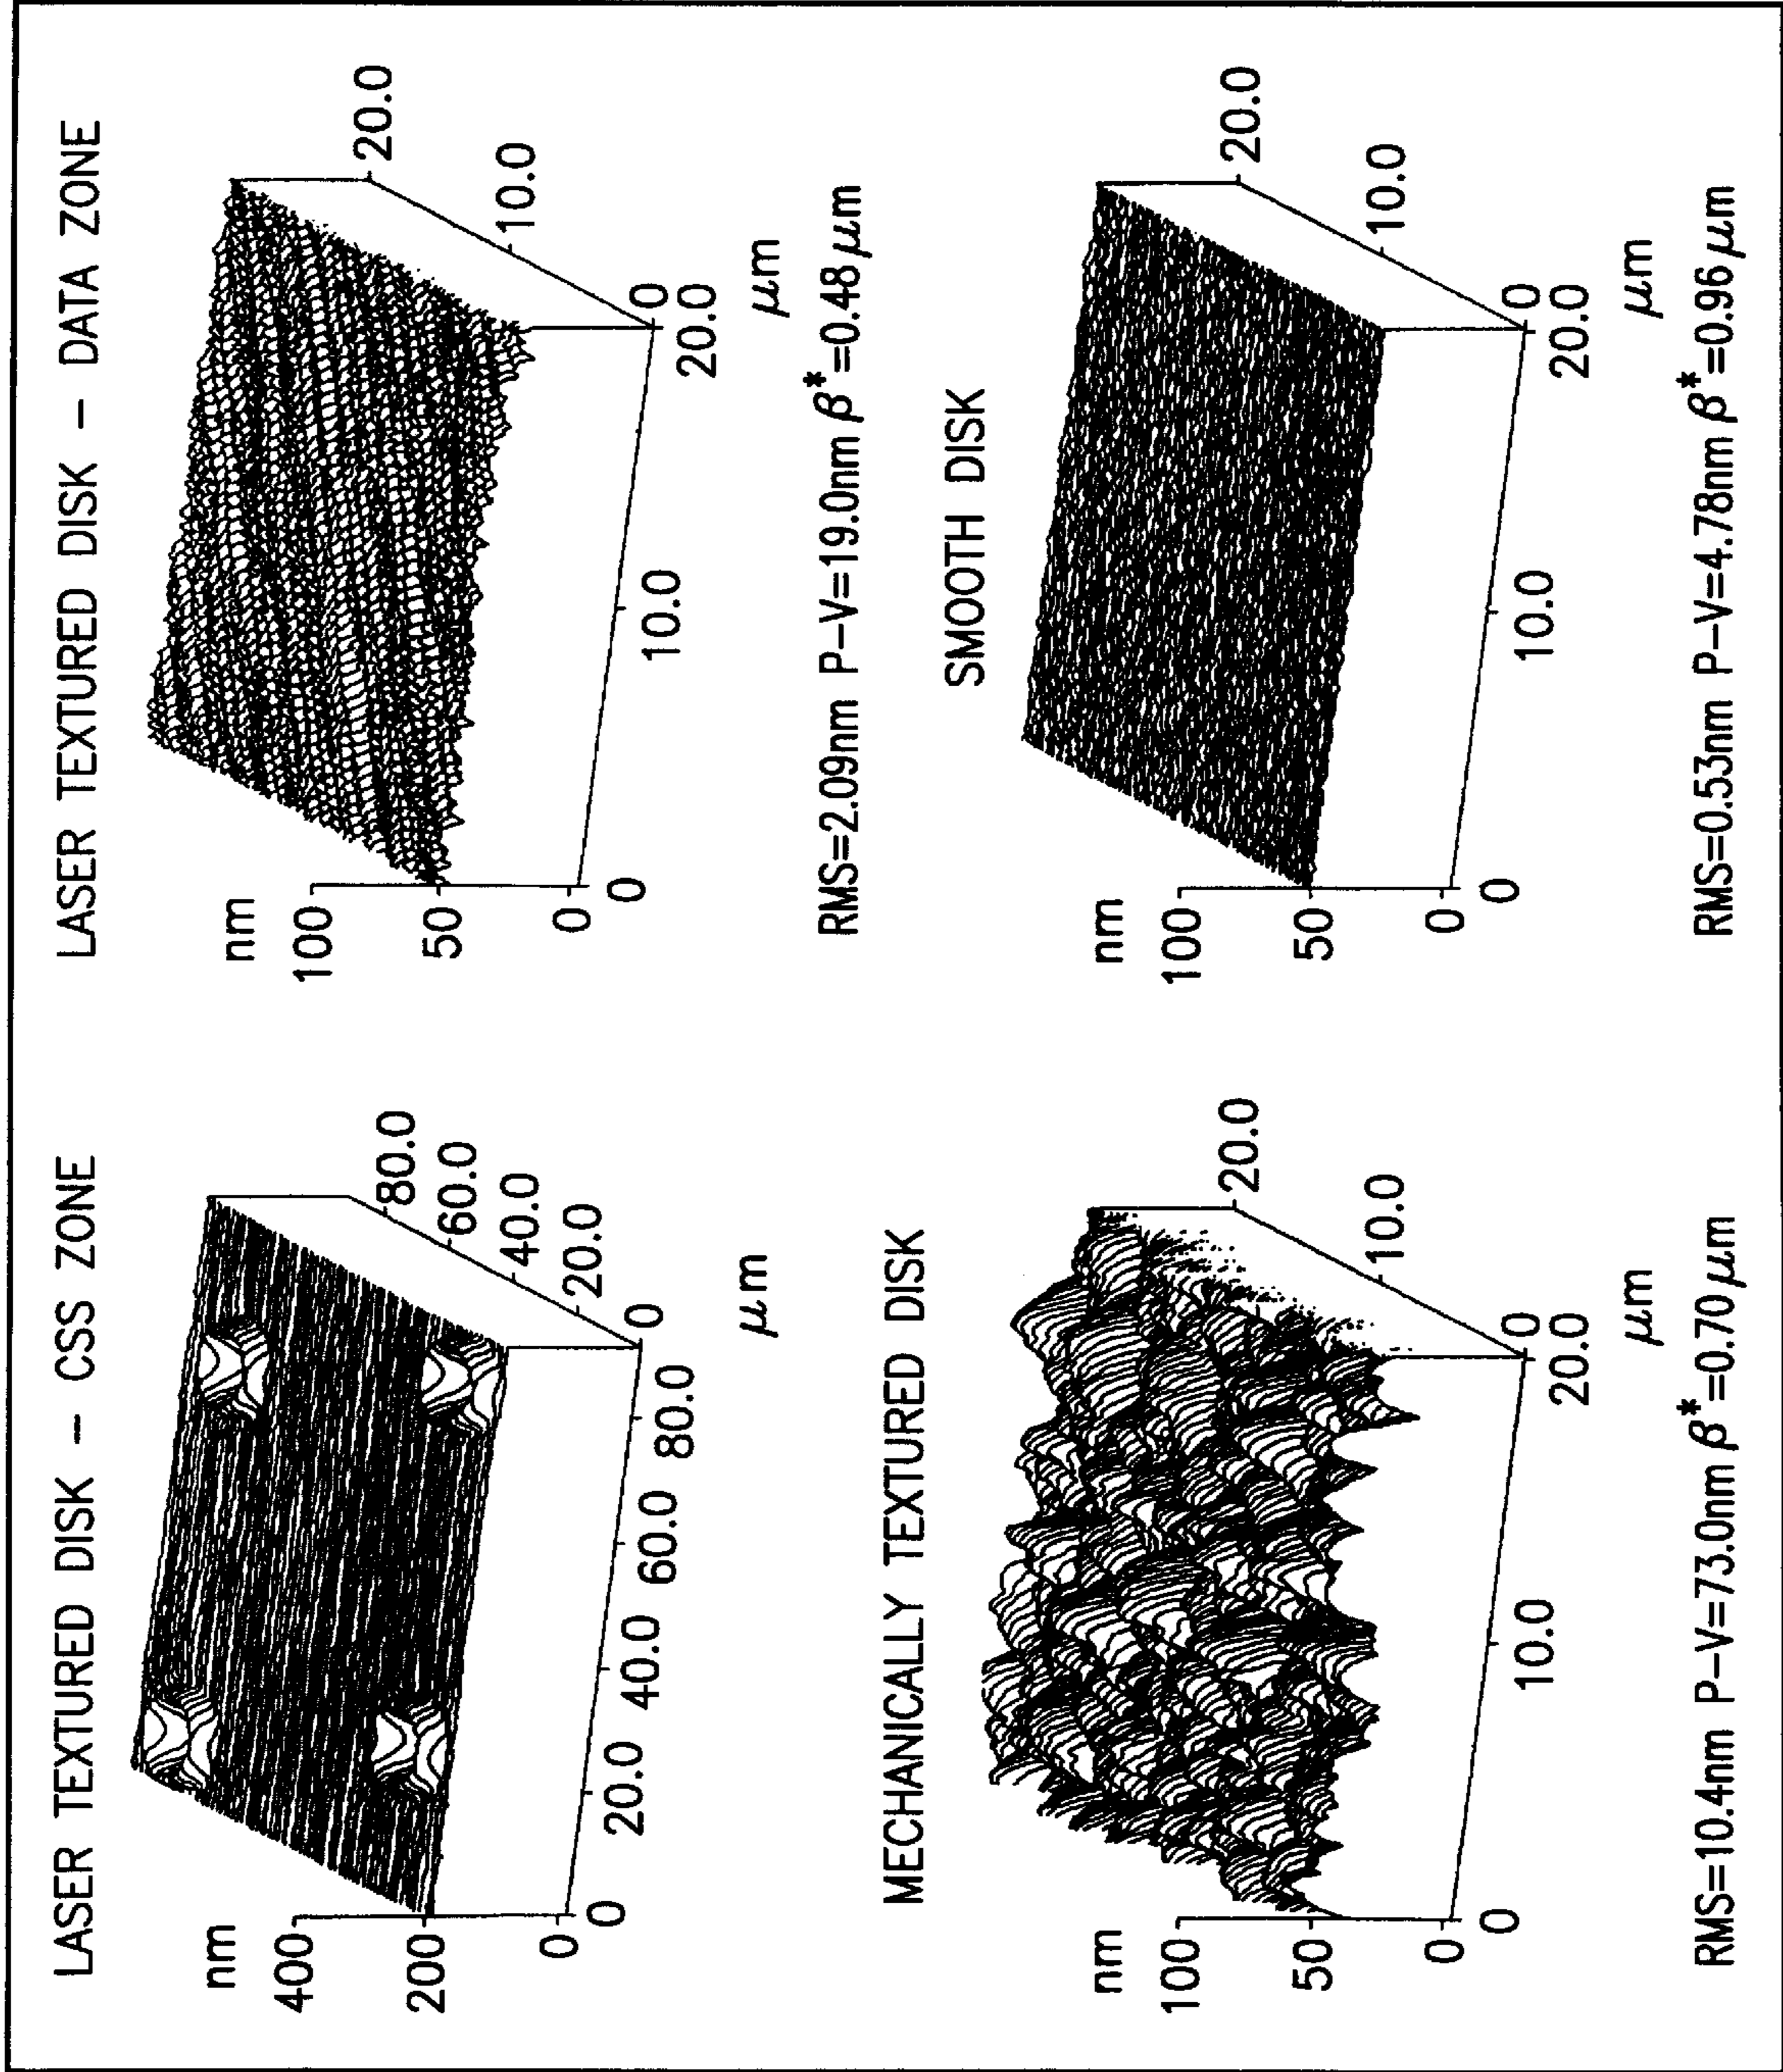 LASER TEXTURED DISK – CSS ZONE
nm
400
200
0
0
20.0
40.0
60.0
80.0
0
20.0
40.0
60.0
80.0
μm
LASER TEXTURED DISK – DATA ZONE
nm
100
50
0
0
10.0
20.0
0
10.0
20.0
μm
RMS=2.09nm P–V=19.0nm β*=0.48μm
MECHANICALLY TEXTURED DISK
nm
100
50
0
0
10.0
20.0
0
10.0
20.0
μm
RMS=10.4nm P–V=73.0nm β*=0.70μm
SMOOTH DISK
nm
100
50
0
0
10.0
20.0
0
10.0
20.0
μm
RMS=0.53nm P–V=4.78nm β*=0.96μm